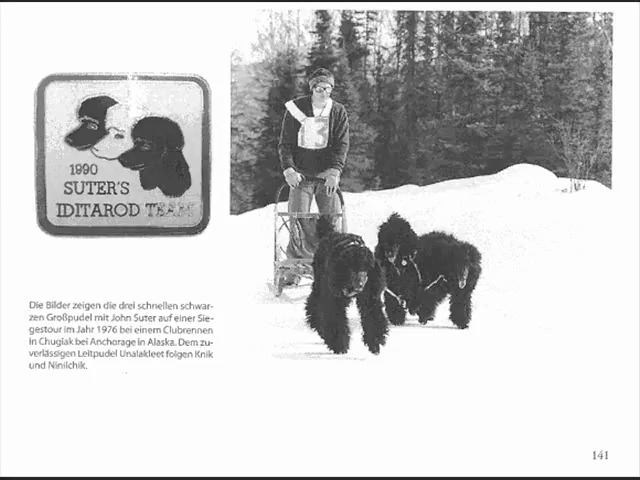 1990
SUTER'S
IDITAROD TEAM
3
Die Bilder zeigen die drei schnellen schwar-
zen Großpudel mit John Suter auf einer Sie-
gestour im Jahr 1976 bei einem Clubrennen
in Chugiak bei Anchorage in Alaska. Dem zu-
verlässigen Leitpudel Unalakleet folgen Knik
und Ninilchik.
141